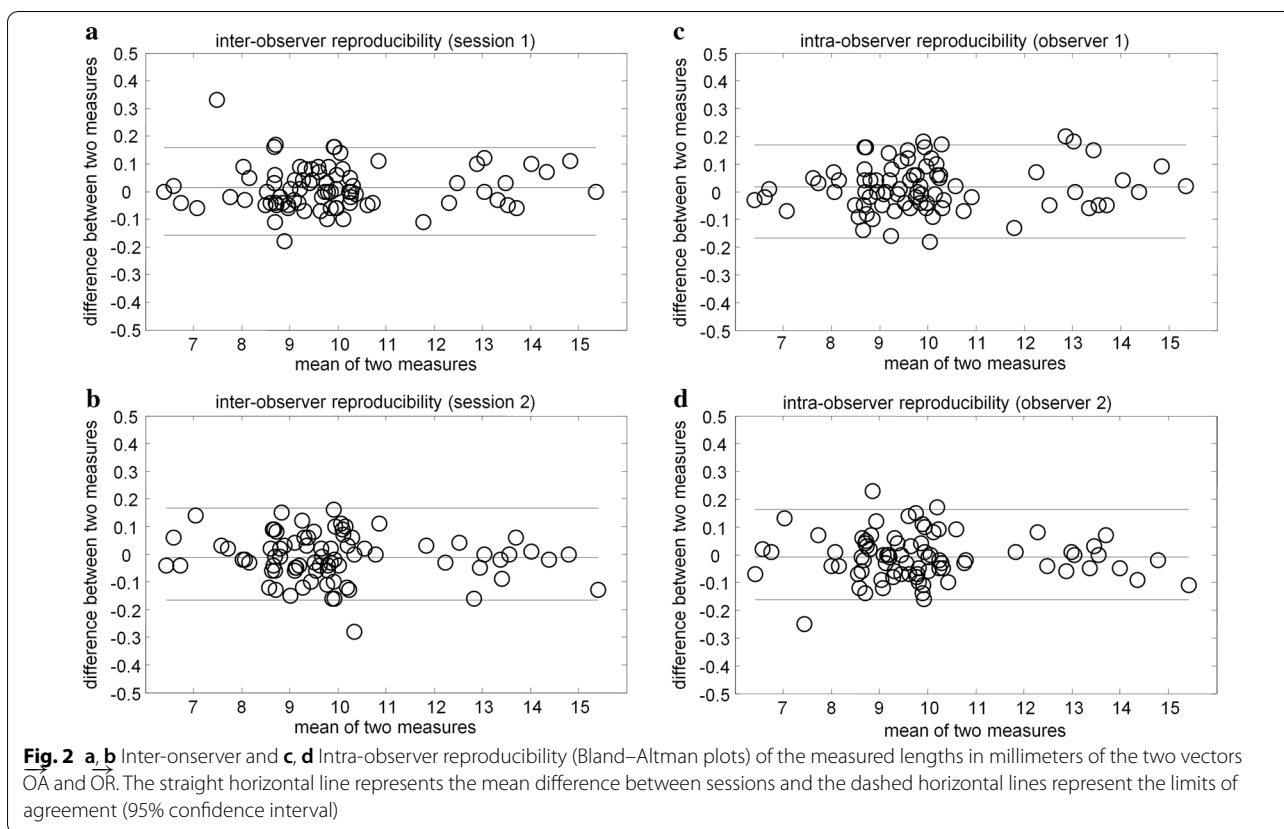 a
inter-observer reproducibility (session 1)
0.5
0.4
0.3
0.2
0.1
0
-0.1
-0.2
-0.3
-0.4
-0.5
difference between two measures
7 8 9 10 11 12 13 14 15
mean of two measures
c
intra-observer reproducibility (observer 1)
0.5
0.4
0.3
0.2
0.1
0
-0.1
-0.2
-0.3
-0.4
-0.5
difference between two measures
7 8 9 10 11 12 13 14 15
mean of two measures
b
inter-observer reproducibility (session 2)
0.5
0.4
0.3
0.2
0.1
0
-0.1
-0.2
-0.3
-0.4
-0.5
difference between two measures
7 8 9 10 11 12 13 14 15
mean of two measures
d
intra-observer reproducibility (observer 2)
0.5
0.4
0.3
0.2
0.1
0
-0.1
-0.2
-0.3
-0.4
-0.5
difference between two measures
7 8 9 10 11 12 13 14 15
mean of two measures
Fig. 2 a, b Inter-onserver and c, d Intra-observer reproducibility (Bland–Altman plots) of the measured lengths in millimeters of the two vectors
O⃗A⃗ and O⃗R⃗. The straight horizontal line represents the mean difference between sessions and the dashed horizontal lines represent the limits of
agreement (95% confidence interval)